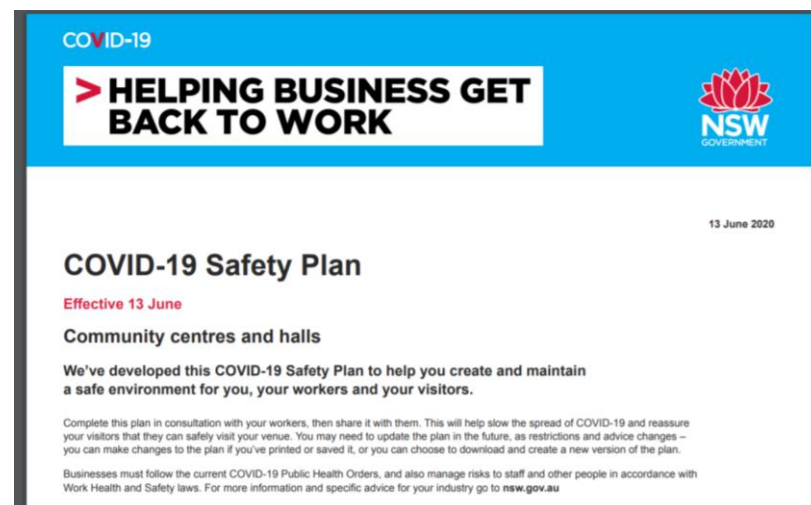 COVID-19
> HELPING BUSINESS GET
BACK TO WORK
NSW
GOVERNMENT
13 June 2020
COVID-19 Safety Plan
Effective 13 June
Community centres and halls
We've developed this COVID-19 Safety Plan to help you create and maintain
a safe environment for you, your workers and your visitors.
Complete this plan in consultation with your workers, then share it with them. This will help slow the spread of COVID-19 and reassure
your visitors that they can safely visit your venue. You may need to update the plan in the future, as restrictions and advice changes –
you can make changes to the plan if you've printed or saved it, or you can choose to download and create a new version of the plan.
Businesses must follow the current COVID-19 Public Health Orders, and also manage risks to staff and other people in accordance with
Work Health and Safety laws. For more information and specific advice for your industry go to nsw.gov.au